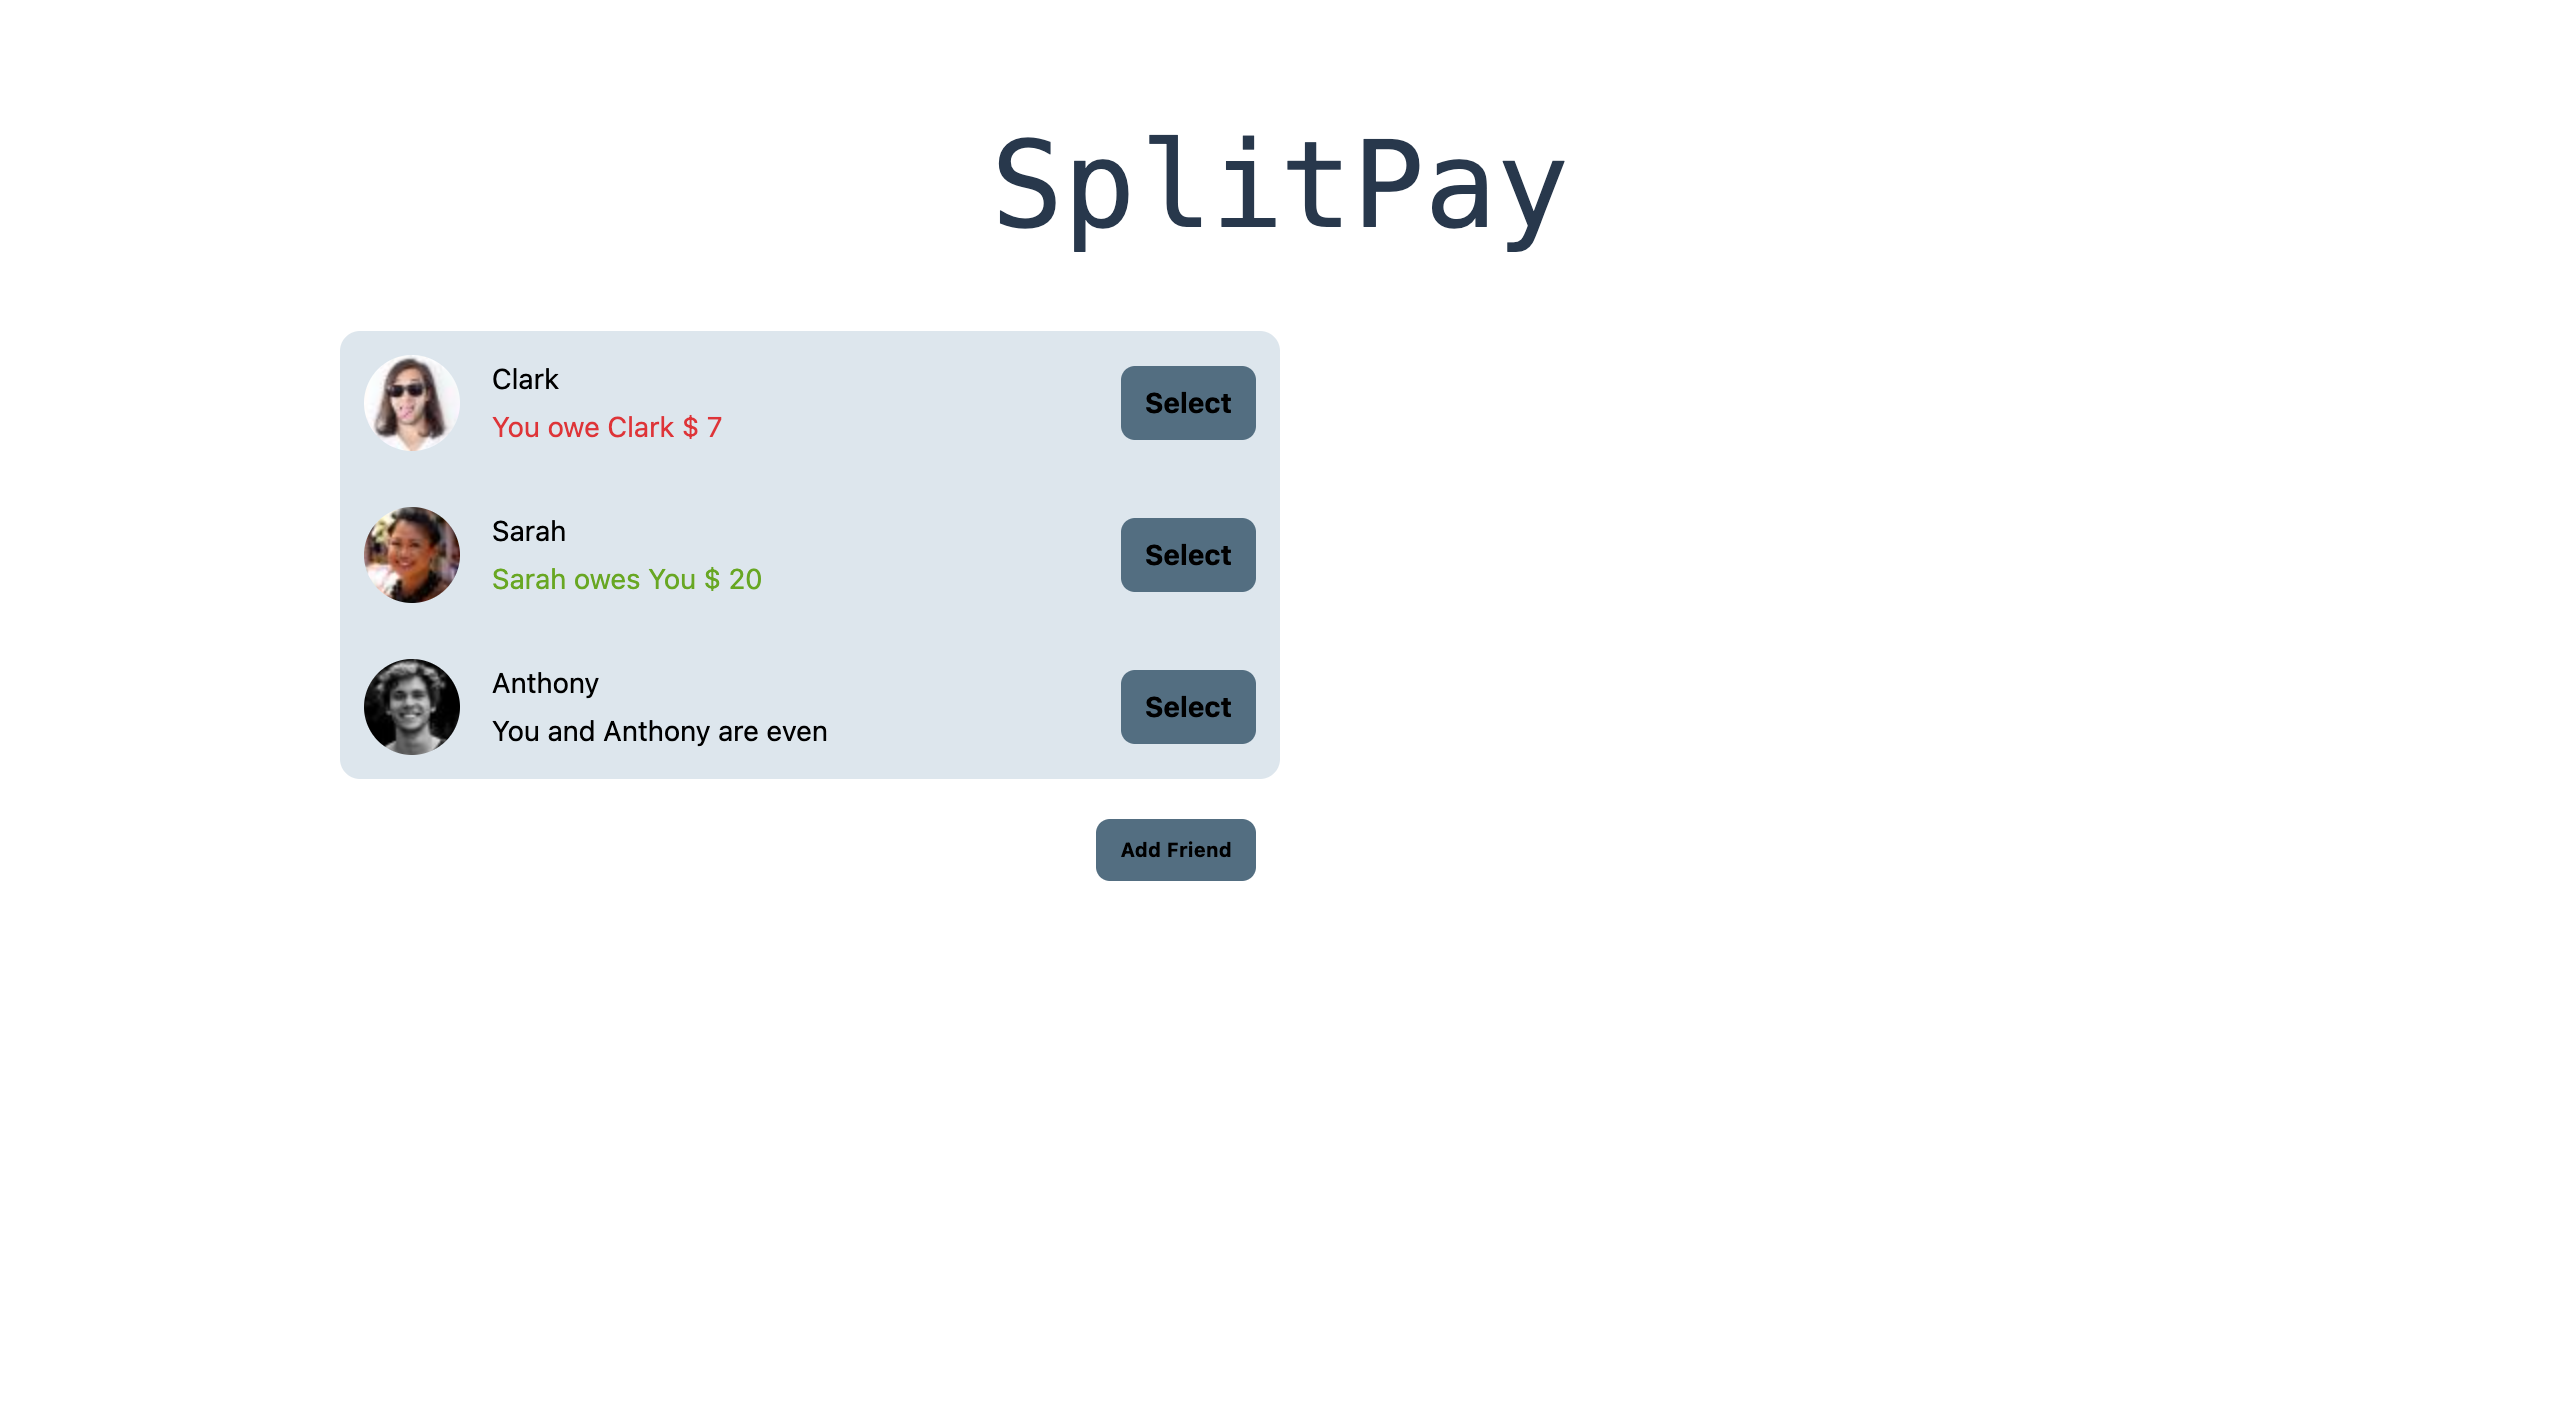 SplitPay
Clark
You owe Clark $ 7
Select
Sarah
Sarah owes You $ 20
Select
Anthony
You and Anthony are even
Select
Add Friend